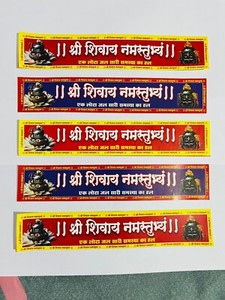 || श्री शिवाय नमस्तुभ्यं ||
एक लोटा जल सारी समस्या का हल
|| श्री शिवाय नमस्तुभ्यं ||
एक लोटा जल सारी समस्या का हल
|| श्री शिवाय नमस्तुभ्यं ||
एक लोटा जल सारी समस्या का हल
|| श्री शिवाय नमस्तुभ्यं ||
एक लोटा जल सारी समस्या का हल
|| श्री शिवाय नमस्तुभ्यं ||
एक लोटा जल सारी समस्या का हल